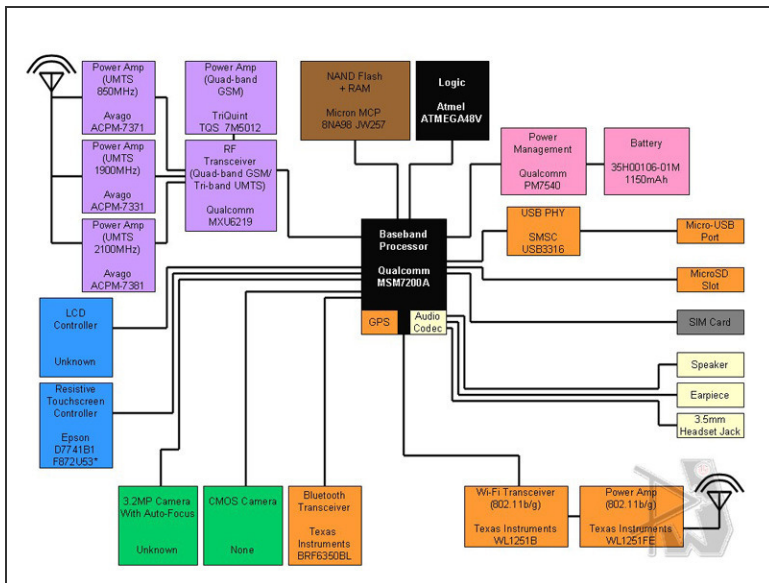 Power Amp
(UMTS
850MHz)
Avago
ACPM-7371
Power Amp
(Quad-band
GSM)
TriQuint
TQS 7M5012
NAND Flash
+ RAM
Micron MCP
8NA98 JW257
Logic
Atmel
ATMEGA48V
Power
Management
Qualcomm
PM7540
Battery
35H00106-01M
1150mAh
Power Amp
(UMTS
1900MHz)
Avago
ACPM-7331
RF
Transceiver
(Quad-band GSM/
Tri-band UMTS)
Qualcomm
MXU6219
Power Amp
(UMTS
2100MHz)
Avago
ACPM-7381
Baseband
Processor
Qualcomm
MSM7200A
GPS
Audio
Codec
USB PHY
SMSC
USB3316
Micro-USB
Port
MicroSD
Slot
SIM Card
Speaker
Earpiece
3.5mm
Headset Jack
LCD
Controller
Unknown
Resistive
Touchscreen
Controller
Epson
D7741B1
F872U53*
3.2MP Camera
With Auto-Focus
Unknown
CMOS Camera
None
Bluetooth
Transceiver
Texas
Instruments
BRF6350BL
Wi-Fi Transceiver
(802.11b/g)
Texas Instruments
WL1251B
Power Amp
(802.11b/g)
Texas Instruments
WL1251FE